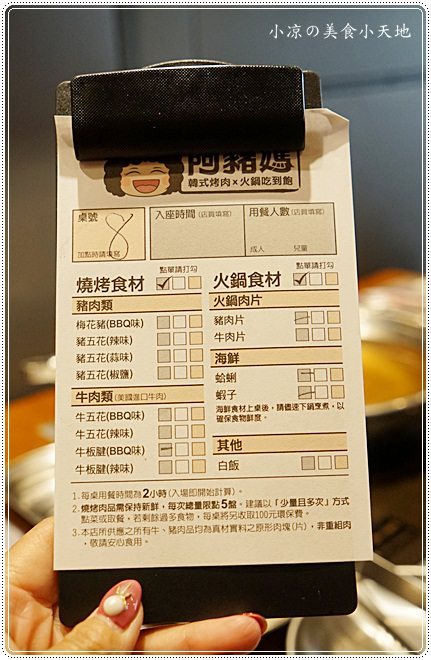 小凉の美食小天地
阿豬媽
韓式烤肉×火鍋吃到飽
桌號
8
加點時請填寫
入座時間(店員填寫)
用餐人數(店員填寫)
成人 兒童
燒烤食材 點單請打勾
豬肉類
梅花豬(BBQ味)
豬五花(辣味)
豬五花(蒜味)
豬五花(椒鹽)
牛肉類(美國進口牛肉)
牛五花(BBQ味)
牛五花(辣味)
牛板腱(BBQ味)
牛板腱(辣味)
火鍋食材 點單請打勾
火鍋肉片
豬肉片
牛肉片
海鮮
蛤蜊
蝦子
海鮮食材上桌後，請儘速下鍋烹煮，以
確保食物鮮度。
其他
白飯
1.每桌用餐時間為2小時(入場即開始計算)。
2.燒烤肉品需保持新鮮，每次總量限點5盤。建議以「少量且多次」方式
點菜或取餐，若剩餘過多食物，每桌將另收取100元環保費。
3.本店所供應之所有牛、豬肉品均為真材實料之原形肉塊(片)，非重組肉
，敬請安心食用。